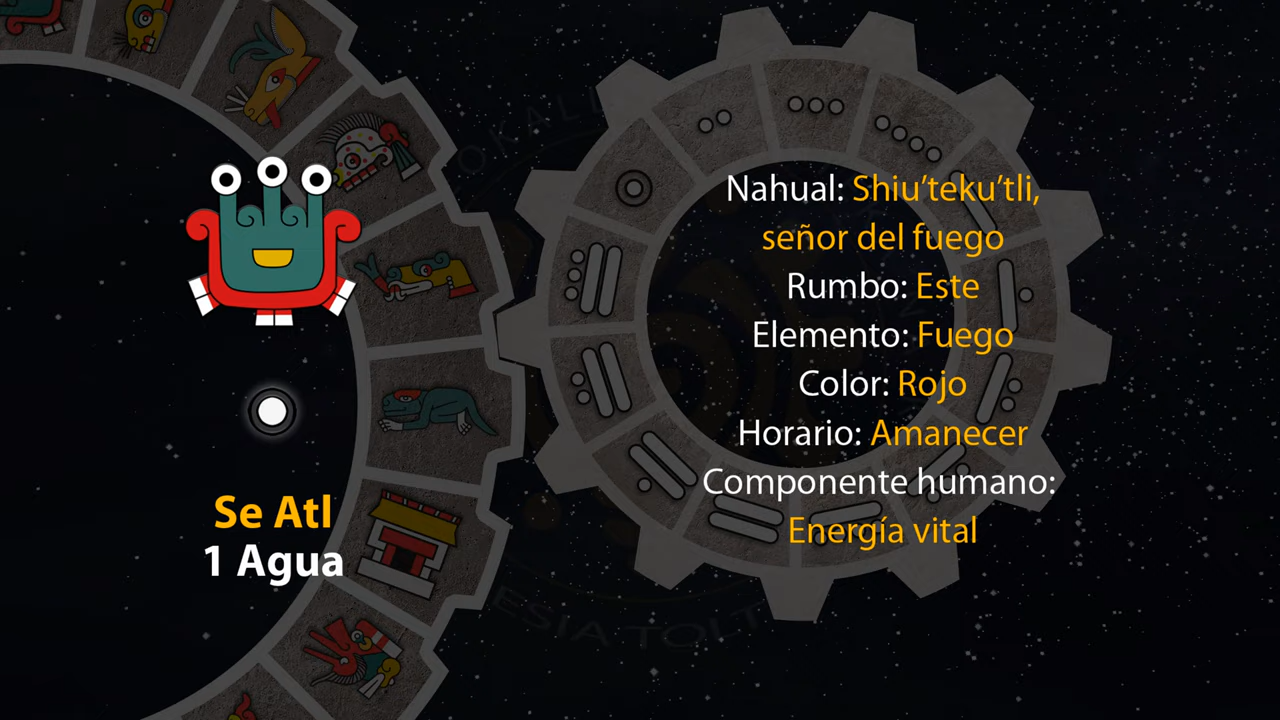 Se Atl
1 Agua
Nahual: Shiu’teku’tli,
señor del fuego
Rumbo: Este
Elemento: Fuego
Color: Rojo
Horario: Amanecer
Componente humano:
Energía vital